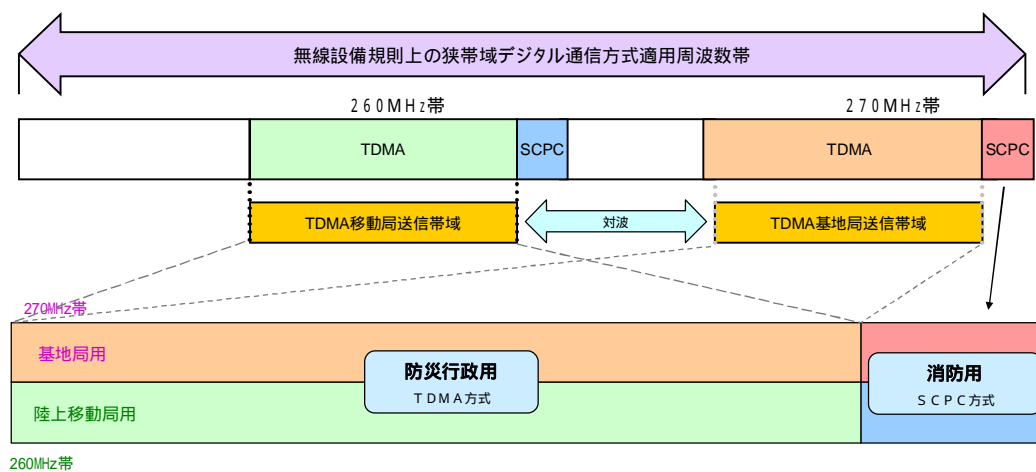 無線設備規則上の狭帯域デジタル通信方式適用周波数帯
２６０ＭＨｚ帯
２７０ＭＨｚ帯
TDMA
SCPC
TDMA
SCPC
TDMA移動局送信帯域
対波
TDMA基地局送信帯域
270MHz帯
基地局用
防災行政用
ＴＤＭＡ方式
消防用
ＳＣＰＣ方式
陸上移動局用
260MHz帯